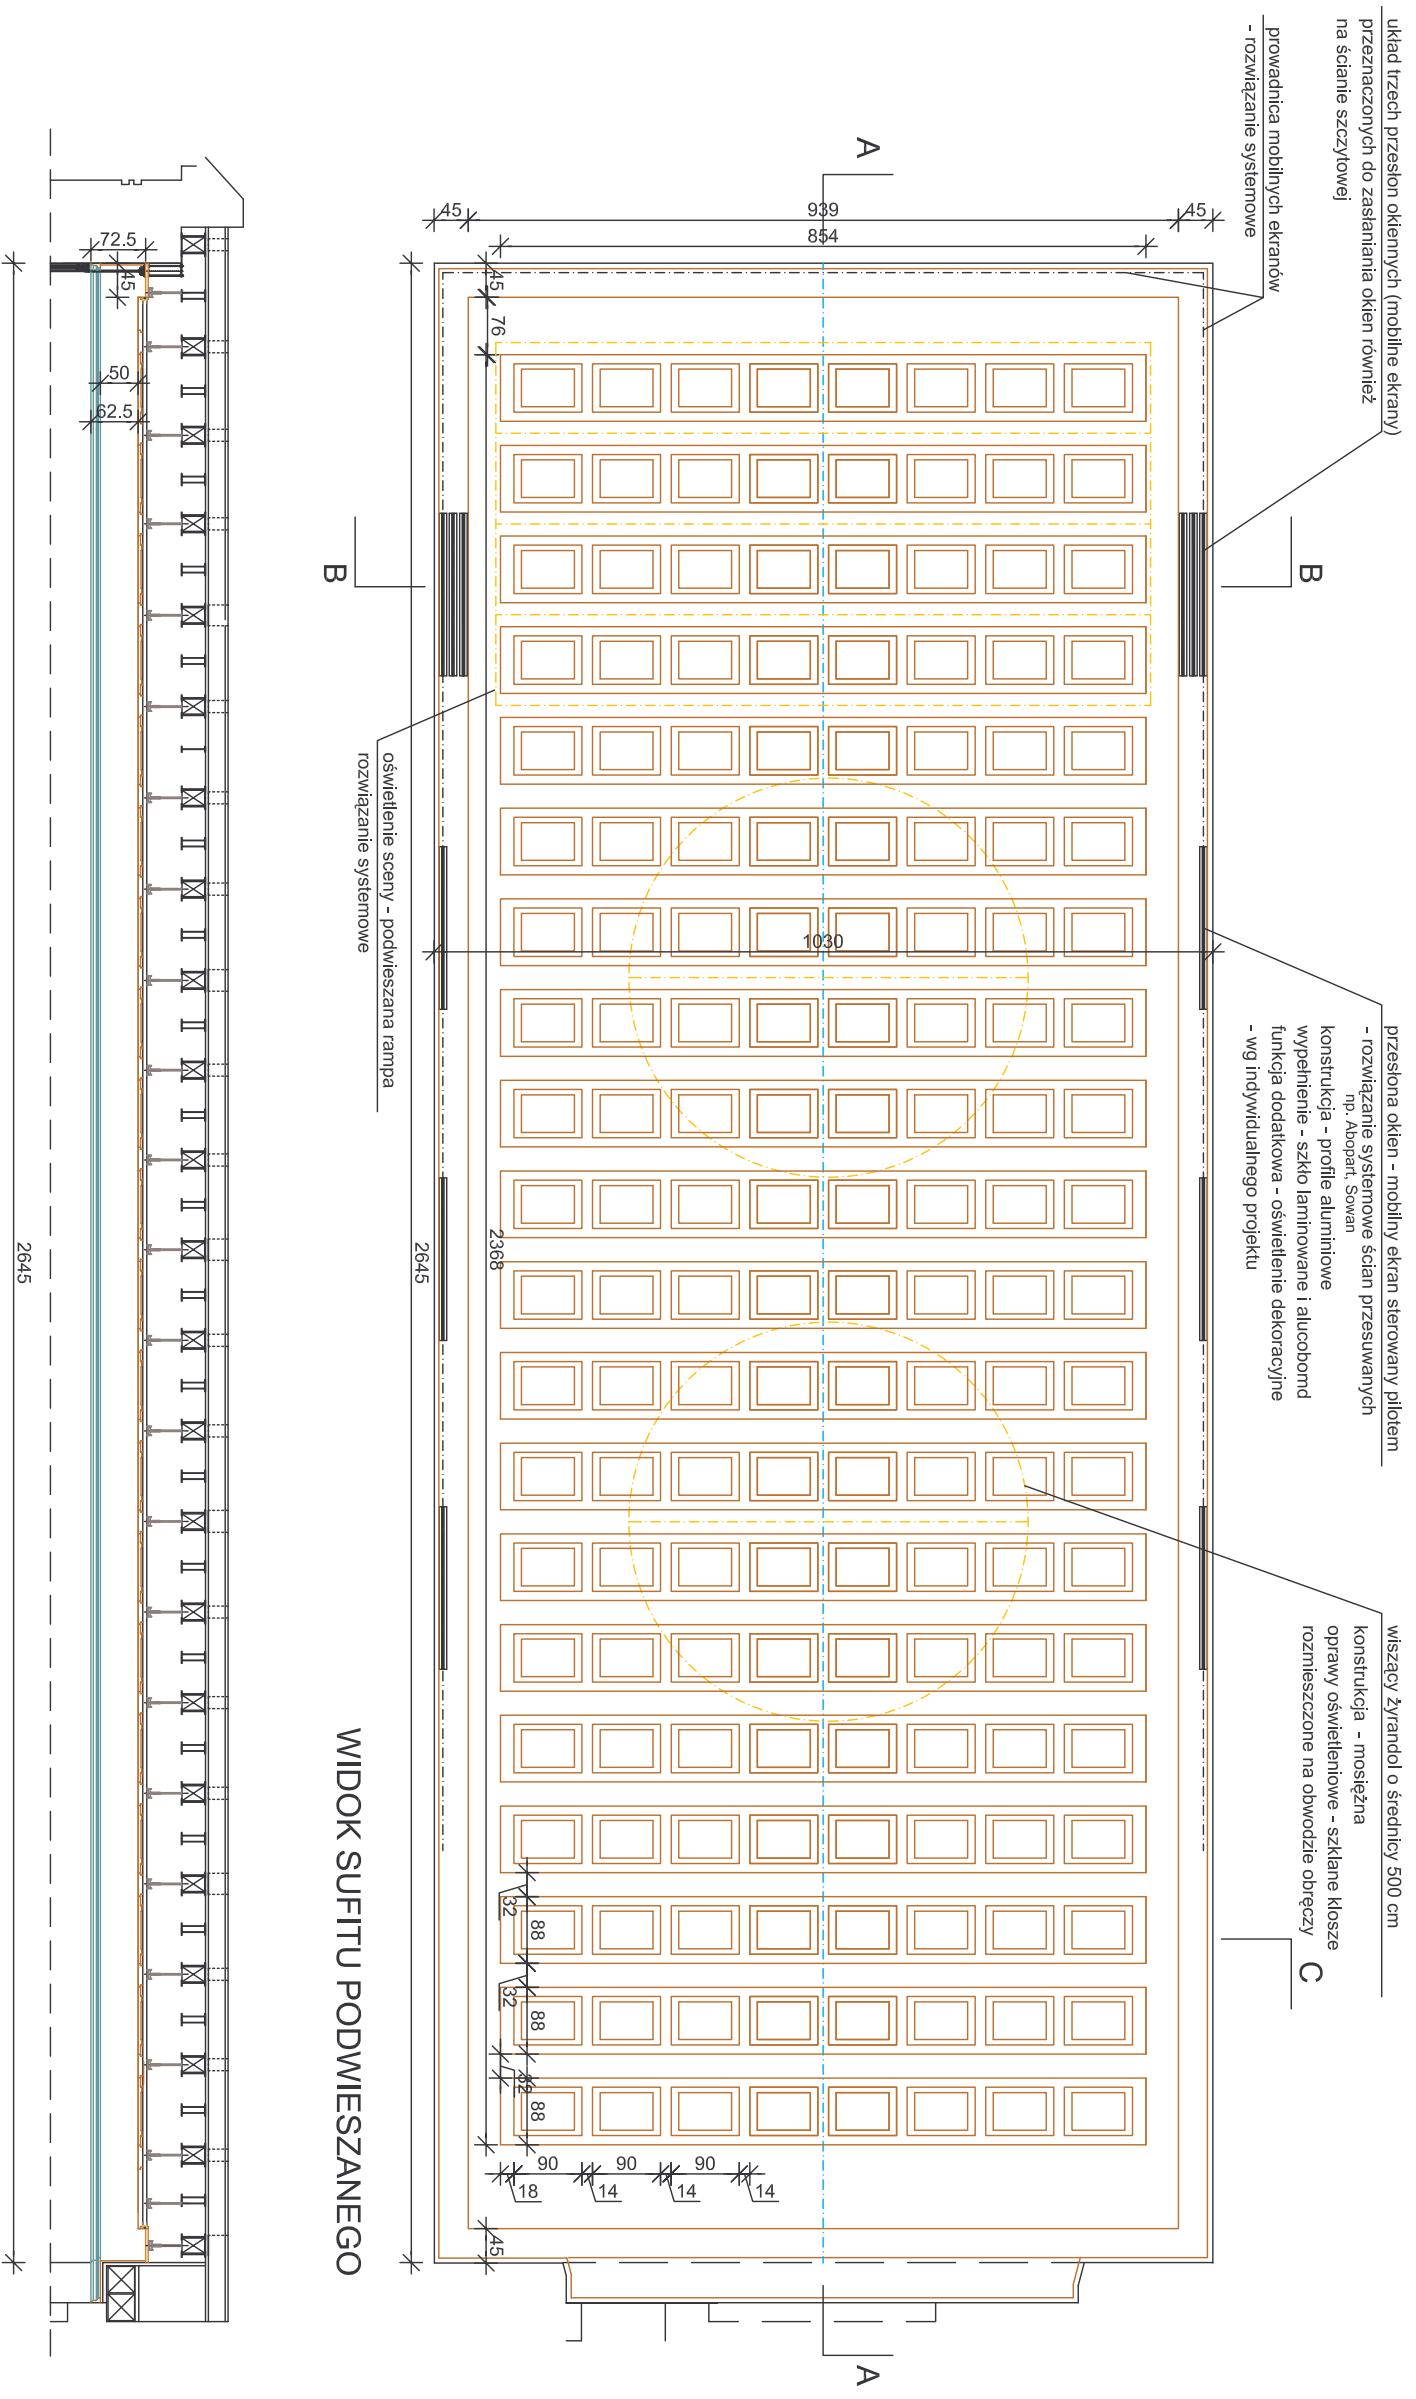 układ trzech przesłon okiennych (mobilne ekrany)
przeznaczonych do zasłaniania okien również
na ścianie szczytowej
prowadnica mobilnych ekranów
- rozwiązanie systemowe
przesłona okien - mobilny ekran sterowany pilotem
- rozwiązanie systemowe ścian przesuwanych
np. Abopart, Sowan
konstrukcja - profile aluminiowe
wypełnienie - szkło laminowane i alucobomd
funkcja dodatkowa - oświetlenie dekoracyjne
- wg indywidualnego projektu
wiszący żyrandol o średnicy 500 cm
konstrukcja - mosiężna
oprawy oświetleniowe - szklane klosze
rozmieszczone na obwodzie obręczy
A
B
B
C
A
45
939
45
854
45
76
1030
2368
2645
32
88
32
88
32
88
90
90
90
18
14
14
14
45
oświetlenie sceny - podwieszana rampa
rozwiązanie systemowe
WIDOK SUFITU PODWIESZANEGO
72.5
45
50
62.5
2645